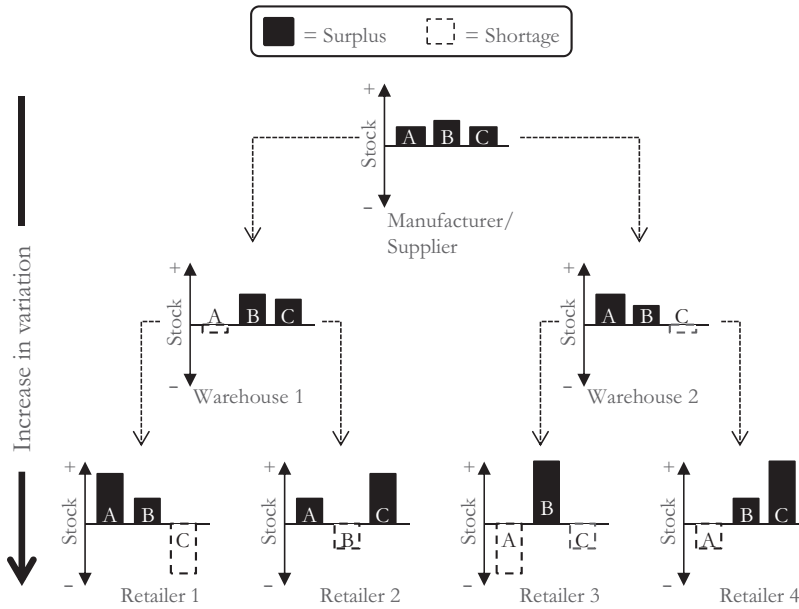 = Surplus
= Shortage
+
Stock
A B C
–
Manufacturer/
Supplier
+
Stock
A B C
–
Warehouse 1
+
Stock
A B C
–
Warehouse 2
Increase in variation
+
Stock
A B C
–
Retailer 1
+
Stock
A B C
–
Retailer 2
+
Stock
A B C
–
Retailer 3
+
Stock
A B C
–
Retailer 4